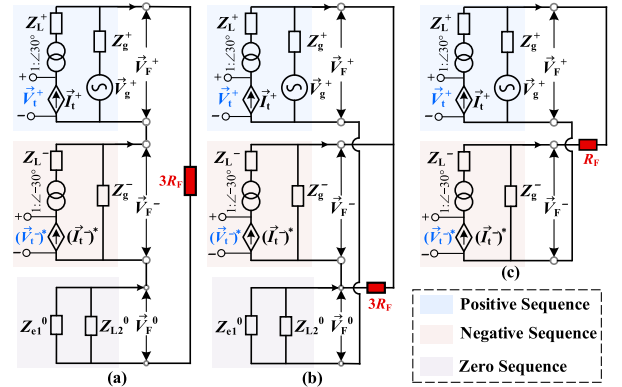 Z_L^+
1:∠30°
Z_g^+
V_F^+
+
V_t^+
I_t^+
V_g^+
−
Z_L^−
1:∠−30°
Z_g^−
V_F^−
3R_F
+
(V_t^−)*
(I_t^−)*
−
Z_e1^0
Z_L2^0
V_F^0
(a)
Z_L^+
1:∠30°
Z_g^+
V_F^+
+
V_t^+
I_t^+
V_g^+
−
Z_L^−
1:∠−30°
Z_g^−
V_F^−
+
(V_t^−)*
(I_t^−)*
−
3R_F
Z_e1^0
Z_L2^0
V_F^0
(b)
Z_L^+
1:∠30°
Z_g^+
V_F^+
+
V_t^+
I_t^+
V_g^+
−
R_F
Z_L^−
1:∠−30°
Z_g^−
V_F^−
+
(V_t^−)*
(I_t^−)*
−
(c)
Positive Sequence
Negative Sequence
Zero Sequence